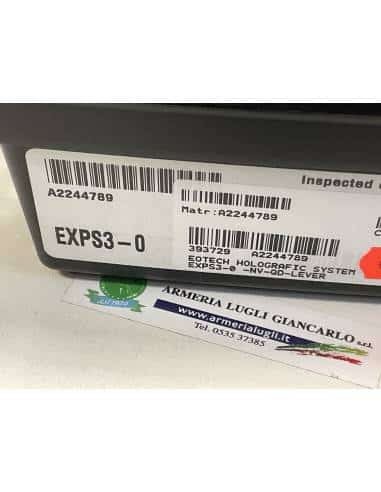 Inspected
A2244789
EXPS3-0
Matr:A2244789
393729 A2244789
EOTECH HOLOGRAFIC SYSTEM
EXPS3-0 -NV-QD-LEVER
ARMERIA LUGLI GIANCARLO s.r.l.
www.armerialugli.it
Tel. 0535 37385